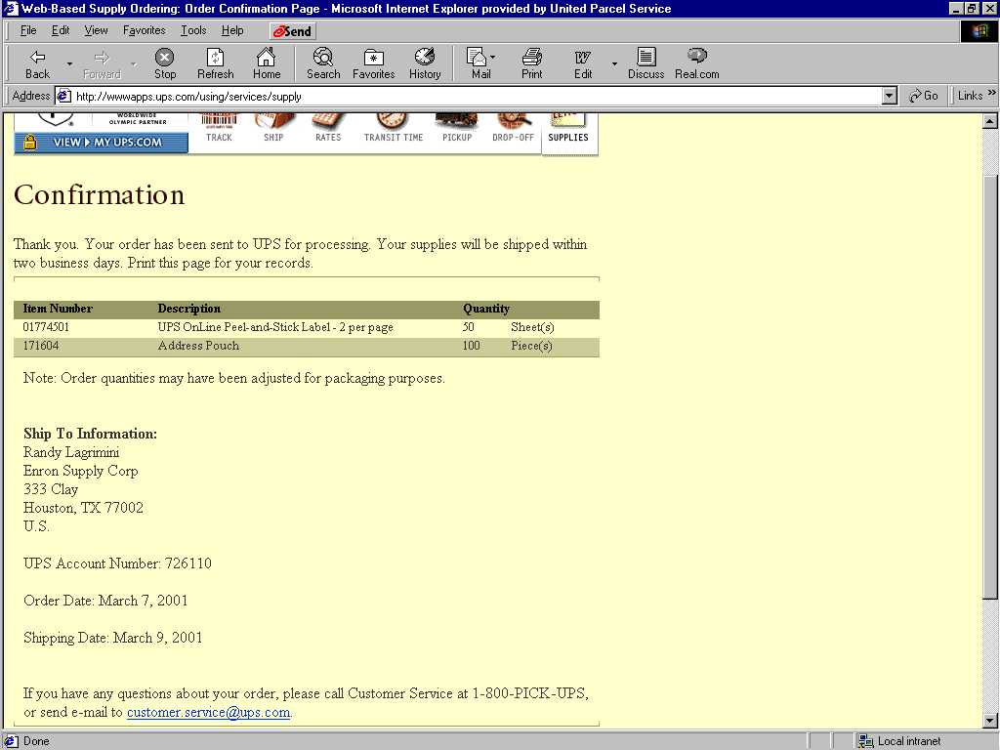 Web-Based Supply Ordering: Order Confirmation Page - Microsoft Internet Explorer provided by United Parcel Service
File Edit View Favorites Tools Help eSend
Back Forward Stop Refresh Home Search Favorites History Mail Print Edit Discuss Real.com
Address http://wwwapps.ups.com/using/services/supply Go Links »
WORLDWIDE
OLYMPIC PARTNER
VIEW MY UPS.COM
TRACK SHIP RATES TRANSIT TIME PICKUP DROP-OFF SUPPLIES
Confirmation
Thank you. Your order has been sent to UPS for processing. Your supplies will be shipped within
two business days. Print this page for your records.
Item Number Description Quantity
01774501 UPS OnLine Peel-and-Stick Label - 2 per page 50 Sheet(s)
171604 Address Pouch 100 Piece(s)
Note: Order quantities may have been adjusted for packaging purposes.
Ship To Information:
Randy Lagrimini
Enron Supply Corp
333 Clay
Houston, TX 77002
U.S.
UPS Account Number: 726110
Order Date: March 7, 2001
Shipping Date: March 9, 2001
If you have any questions about your order, please call Customer Service at 1-800-PICK-UPS,
or send e-mail to customer.service@ups.com.
Done Local intranet